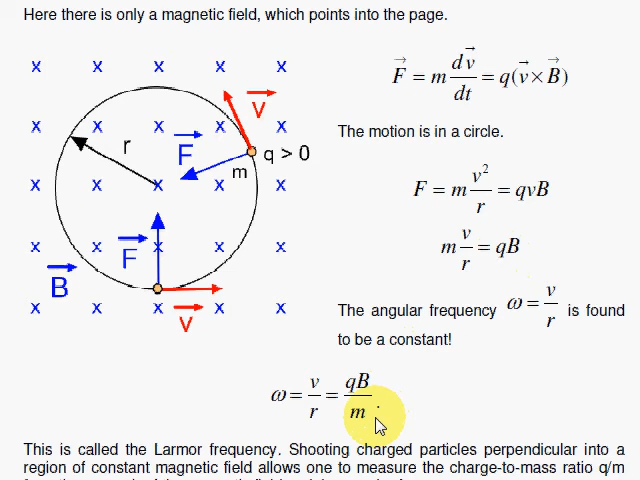 Here there is only a magnetic field, which points into the page.
x x x x x
F = m dv/dt = q(v × B)
v
x x x x x
The motion is in a circle.
r
F
q > 0
m
x x x x x
F = m v²/r = qvB
x x x x x
F
m v/r = qB
B
x x x x x
v
The angular frequency ω = v/r is found
to be a constant!
ω = v/r = qB/m .
This is called the Larmor frequency. Shooting charged particles perpendicular into a
region of constant magnetic field allows one to measure the charge-to-mass ratio q/m